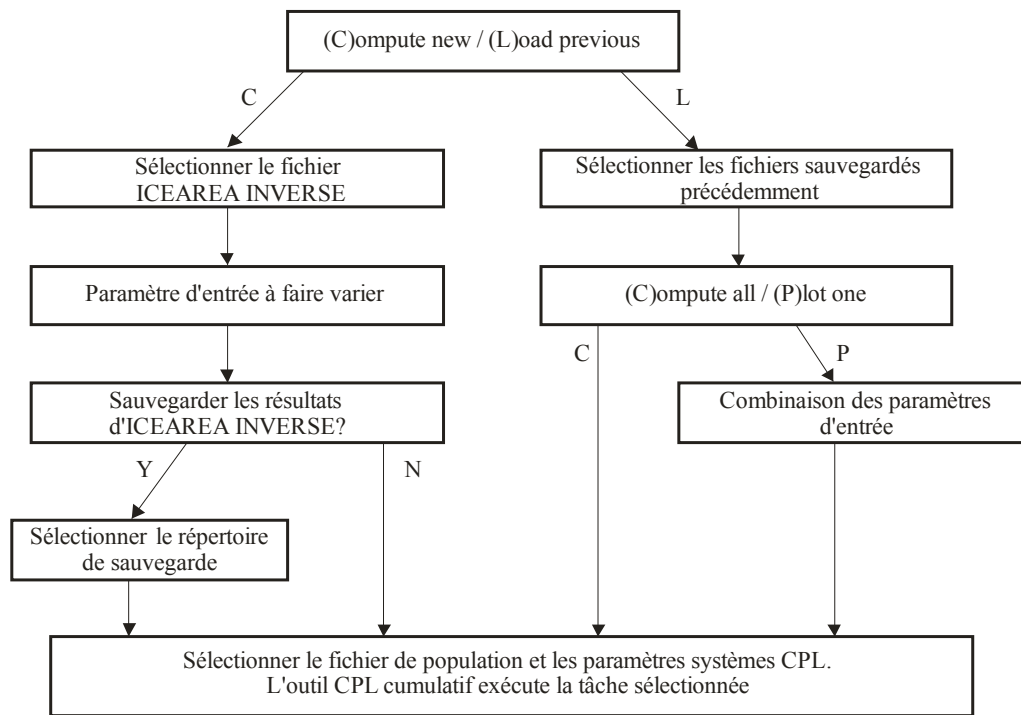 (C)ompute new / (L)oad previous
C
L
Sélectionner le fichier
ICEAREA INVERSE
Sélectionner les fichiers sauvegardés
précédemment
Paramètre d'entrée à faire varier
(C)ompute all / (P)lot one
C
P
Sauvegarder les résultats
d'ICEAREA INVERSE?
Combinaison des paramètres
d'entrée
Y
N
Sélectionner le répertoire
de sauvegarde
Sélectionner le fichier de population et les paramètres systèmes CPL.
L'outil CPL cumulatif exécute la tâche sélectionnée